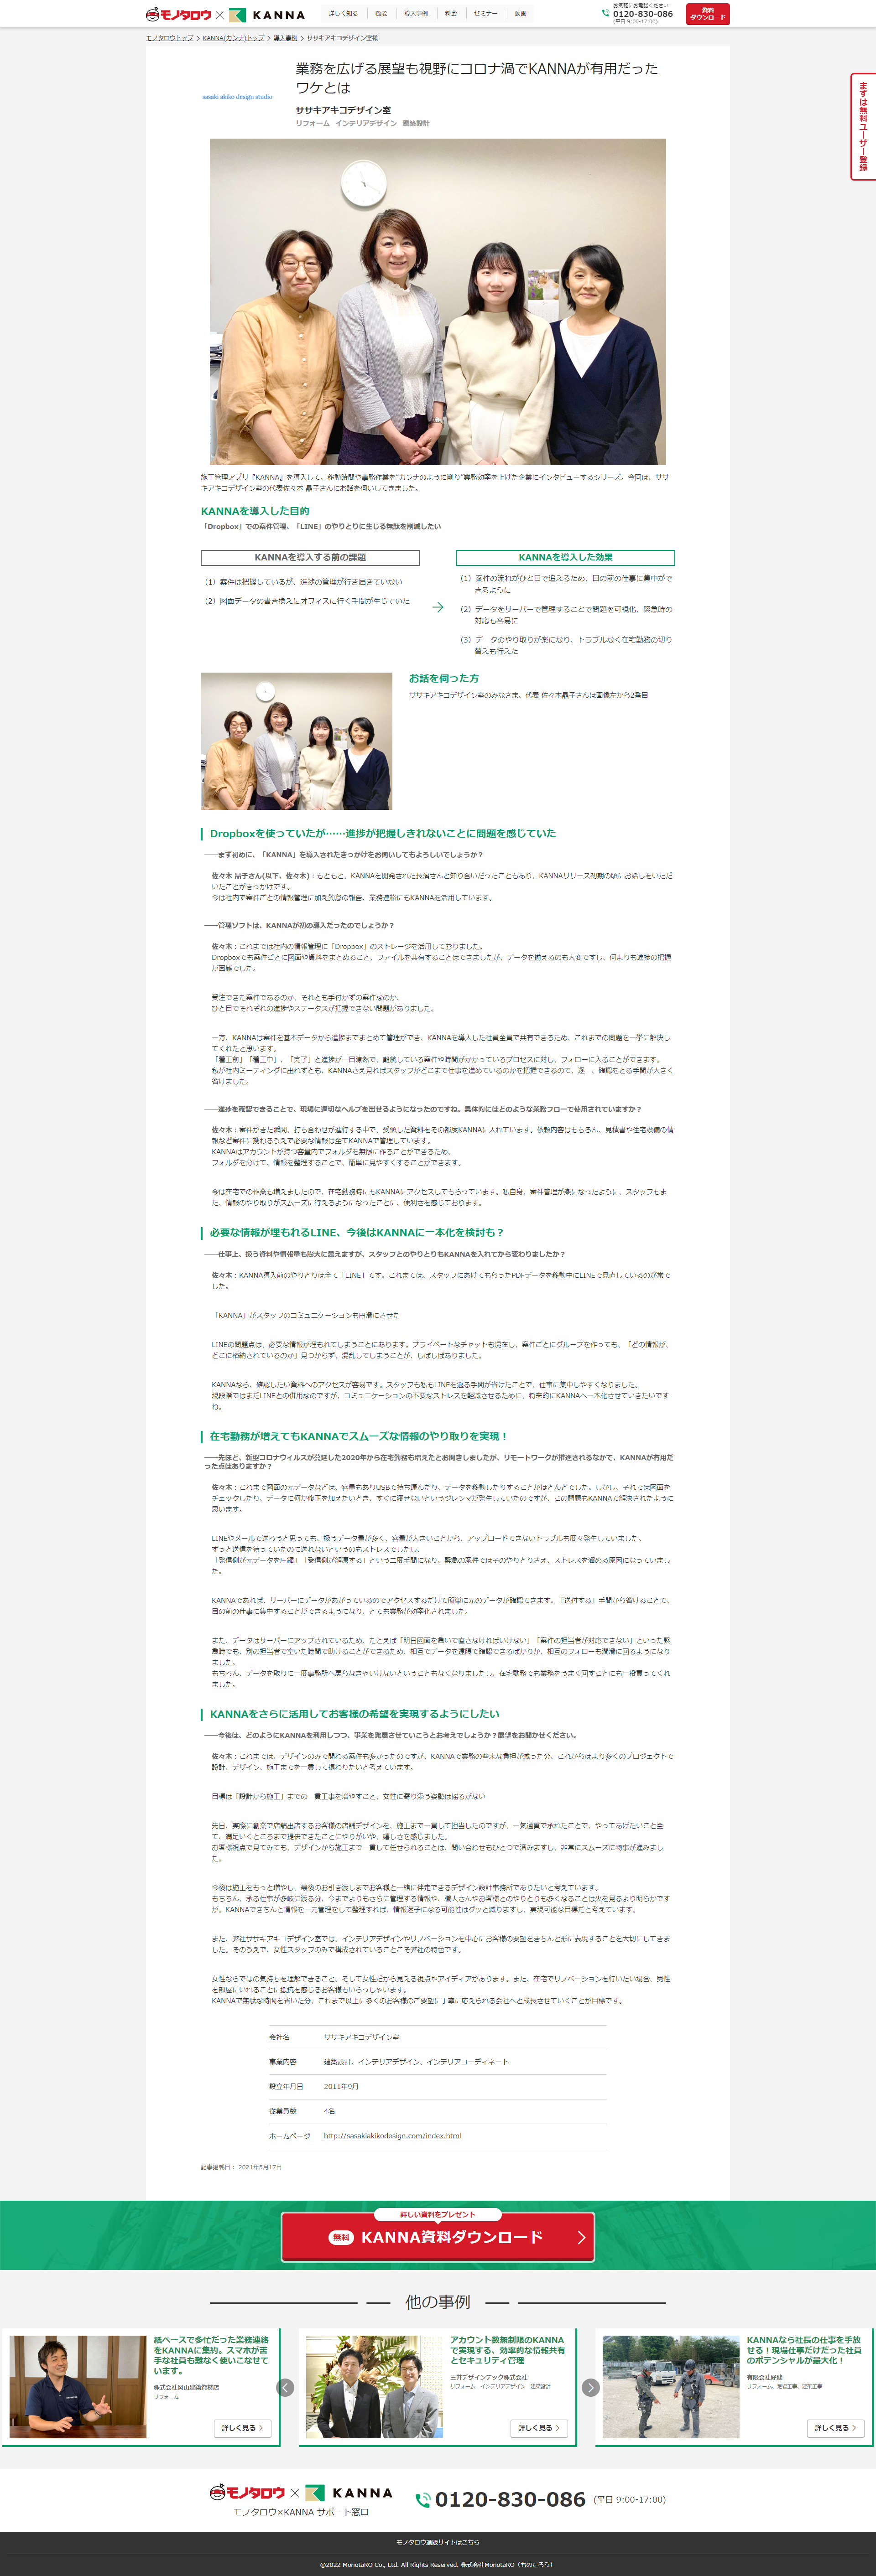 モノタロウ × KANNA
詳しく知る
機能
導入事例
料金
セミナー
動画
お気軽にお電話ください！
0120-830-086
(平日 9:00-17:00)
資料
ダウンロード
モノタロウトップ > KANNA(カンナ)トップ > 導入事例 > ササキアキコデザイン室様
まずは無料ユーザー登録
sasaki akiko design studio
業務を広げる展望も視野にコロナ渦でKANNAが有用だった
ワケとは
ササキアキコデザイン室
リフォーム インテリアデザイン 建築設計
施工管理アプリ『KANNA』を導入して、移動時間や事務作業を“カンナのように削り”業務効率を上げた企業にインタビューするシリーズ。今回は、ササ
キアキコデザイン室の代表佐々木 晶子さんにお話を伺いしてきました。
KANNAを導入した目的
「Dropbox」での案件管理、「LINE」のやりとりに生じる無駄を削減したい
KANNAを導入する前の課題
（1）案件は把握しているが、進捗の管理が行き届きていない
（2）図面データの書き換えにオフィスに行く手間が生じていた
KANNAを導入した効果
（1）案件の流れがひと目で追えるため、目の前の仕事に集中がで
きるように
（2）データをサーバーで管理することで問題を可視化、緊急時の
対応も容易に
（3）データのやり取りが楽になり、トラブルなく在宅勤務の切り
替えも行えた
お話を伺った方
ササキアキコデザイン室のみなさま、代表 佐々木晶子さんは画像左から2番目
Dropboxを使っていたが……進捗が把握しきれないことに問題を感じていた
――まず初めに、「KANNA」を導入されたきっかけをお伺いしてもよろしいでしょうか？
佐々木 晶子さん(以下、佐々木)：もともと、KANNAを開発された長濱さんと知り合いだったこともあり、KANNAリリース初期の頃にお話しをいただ
いたことがきっかけです。
今は社内で案件ごとの情報管理に加え勤怠の報告、業務連絡にもKANNAを活用しています。
――管理ソフトは、KANNAが初の導入だったのでしょうか？
佐々木：これまでは社内の情報管理に「Dropbox」のストレージを活用しておりました。
Dropboxでも案件ごとに図面や資料をまとめること、ファイルを共有することはできましたが、データを揃えるのも大変ですし、何よりも進捗の把握
が困難でした。
受注できた案件であるのか、それとも手付かずの案件なのか、
ひと目でそれぞれの進捗やステータスが把握できない問題がありました。
一方、KANNAは案件を基本データから進捗までまとめて管理ができ、KANNAを導入した社員全員で共有できるため、これまでの問題を一挙に解決し
てくれたと思います。
「着工前」「着工中」、「完了」と進捗が一目瞭然で、難航している案件や時間がかかっているプロセスに対し、フォローに入ることができます。
私が社内ミーティングに出れずとも、KANNAさえ見ればスタッフがどこまで仕事を進めているのかを把握できるので、逐一、確認をとる手間が大きく
省けました。
――進捗を確認できることで、現場に適切なヘルプを出せるようになったのですね。具体的にはどのような業務フローで使用されていますか？
佐々木：案件がきた瞬間、打ち合わせが進行する中で、受領した資料をその都度KANNAに入れています。依頼内容はもちろん、見積書や住宅設備の情
報など案件に携わるうえで必要な情報は全てKANNAで管理しています。
KANNAはアカウントが持つ容量内でフォルダを無限に作ることができるため、
フォルダを分けて、情報を整理することで、簡単に見やすくすることができます。
今は在宅での作業も増えましたので、在宅勤務時にもKANNAにアクセスしてもらっています。私自身、案件管理が楽になったように、スタッフもま
た、情報のやり取りがスムーズに行えるようになったことに、便利さを感じております。
必要な情報が埋もれるLINE、今後はKANNAに一本化を検討も？
――仕事上、扱う資料や情報量も膨大に思えますが、スタッフとのやりとりもKANNAを入れてから変わりましたか？
佐々木：KANNA導入前のやりとりは全て「LINE」です。これまでは、スタッフにあげてもらったPDFデータを移動中にLINEで見直しているのが常で
した。
「KANNA」がスタッフのコミュニケーションも円滑にさせた
LINEの問題点は、必要な情報が埋もれてしまうことにあります。プライベートなチャットも混在し、案件ごとにグループを作っても、「どの情報が、
どこに格納されているのか」見つからず、混乱してしまうことが、しばしばありました。
KANNAなら、確認したい資料へのアクセスが容易です。スタッフも私もLINEを遡る手間が省けたことで、仕事に集中しやすくなりました。
現段階ではまだLINEとの併用なのですが、コミュニケーションの不要なストレスを軽減させるために、将来的にKANNAへ一本化させていきたいです
ね。
在宅勤務が増えてもKANNAでスムーズな情報のやり取りを実現！
――先ほど、新型コロナウィルスが蔓延した2020年から在宅勤務も増えたとお聞きしましたが、リモートワークが推進されるなかで、KANNAが有用だ
った点はありますか？
佐々木：これまで図面の元データなどは、容量もありUSBで持ち運んだり、データを移動したりすることがほとんどでした。しかし、それでは図面を
チェックしたり、データに何か修正を加えたいとき、すぐに渡せないというジレンマが発生していたのですが、この問題もKANNAで解決されたように
思います。
LINEやメールで送ろうと思っても、扱うデータ量が多く、容量が大きいことから、アップロードできないトラブルも度々発生していました。
ずっと送信を待っていたのに送れないというのもストレスでしたし、
「発信側が元データを圧縮」「受信側が解凍する」という二度手間になり、緊急の案件ではそのやりとりさえ、ストレスを溜める原因になっていまし
た。
KANNAであれば、サーバーにデータがあがっているのでアクセスするだけで簡単に元のデータが確認できます。「送付する」手間から省けることで、
目の前の仕事に集中することができるようになり、とても業務が効率化されました。
また、データはサーバーにアップされているため、たとえば「明日図面を急いで直さなければいけない」「案件の担当者が対応できない」といった緊
急時でも、別の担当者で空いた時間で助けることができるため、相互でデータを遠隔で確認できるばかりか、相互のフォローも潤滑に回るようになり
ました。
もちろん、データを取りに一度事務所へ戻らなきゃいけないということもなくなりましたし、在宅勤務でも業務をうまく回すことにも一役買ってくれ
ました。
KANNAをさらに活用してお客様の希望を実現するようにしたい
――今後は、どのようにKANNAを利用しつつ、事業を発展させていこうとお考えでしょうか？展望をお聞かせください。
佐々木：これまでは、デザインのみで関わる案件も多かったのですが、KANNAで業務の些末な負担が減った分、これからはより多くのプロジェクトで
設計、デザイン、施工までを一貫して携わりたいと考えています。
目標は「設計から施工」までの一貫工事を増やすこと、女性に寄り添う姿勢は揺るがない
先日、実際に創業で店舗出店するお客様の店舗デザインを、施工まで一貫して担当したのですが、一気通貫で承れたことで、やってあげたいこと全
て、満足いくところまで提供できたことにやりがいや、嬉しさを感じました。
お客様視点で見てみても、デザインから施工まで一貫して任せられることは、問い合わせもひとつで済みますし、非常にスムーズに物事が進みまし
た。
今後は施工をもっと増やし、最後のお引き渡しまでお客様と一緒に伴走できるデザイン設計事務所でありたいと考えています。
もちろん、承る仕事が多岐に渡る分、今までよりもさらに管理する情報や、職人さんやお客様とのやりとりも多くなることは火を見るより明らかです
が。KANNAできちんと情報を一元管理をして整理すれば、情報迷子になる可能性はグッと減りますし、実現可能な目標だと考えています。
また、弊社ササキアキコデザイン室では、インテリアデザインやリノベーションを中心にお客様の要望をきちんと形に表現することを大切にしてきま
した。そのうえで、女性スタッフのみで構成されていることこそ弊社の特色です。
女性ならではの気持ちを理解できること、そして女性だから見える視点やアイディアがあります。また、在宅でリノベーションを行いたい場合、男性
を部屋にいれることに抵抗を感じるお客様もいらっしゃいます。
KANNAで無駄な時間を省いた分、これまで以上に多くのお客様のご要望に丁寧に応えられる会社へと成長させていくことが目標です。
会社名 ササキアキコデザイン室
事業内容 建築設計、インテリアデザイン、インテリアコーディネート
設立年月日 2011年9月
従業員数 4名
ホームページ http://sasakiakikodesign.com/index.html
記事掲載日： 2021年5月17日
詳しい資料をプレゼント
無料 KANNA資料ダウンロード
他の事例
紙ベースで多忙だった業務連絡
をKANNAに集約。スマホが苦
手な社員も難なく使いこなせて
います。
株式会社岡山建築資材店
リフォーム
詳しく見る
アカウント数無制限のKANNA
で実現する、効率的な情報共有
とセキュリティ管理
三井デザインテック株式会社
リフォーム インテリアデザイン 建築設計
詳しく見る
KANNAなら社長の仕事を手放
せる！現場仕事だけだった社員
のポテンシャルが最大化！
有限会社好建
リフォーム、足場工事、建築工事
詳しく見る
モノタロウ × KANNA
モノタロウ×KANNA サポート窓口
0120-830-086 (平日 9:00-17:00)
モノタロウ通販サイトはこちら
©2022 MonotaRO Co., Ltd. All Rights Reserved. 株式会社MonotaRO（ものたろう）